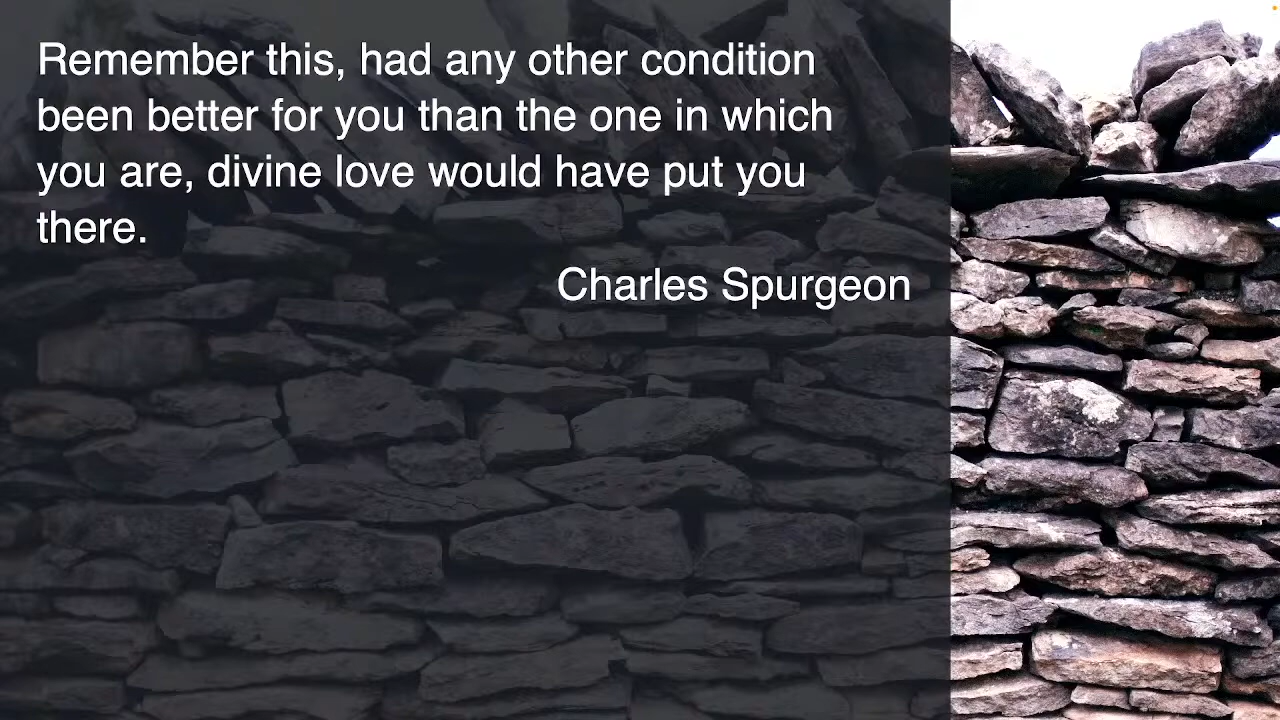 Remember this, had any other condition
been better for you than the one in which
you are, divine love would have put you
there.
Charles Spurgeon